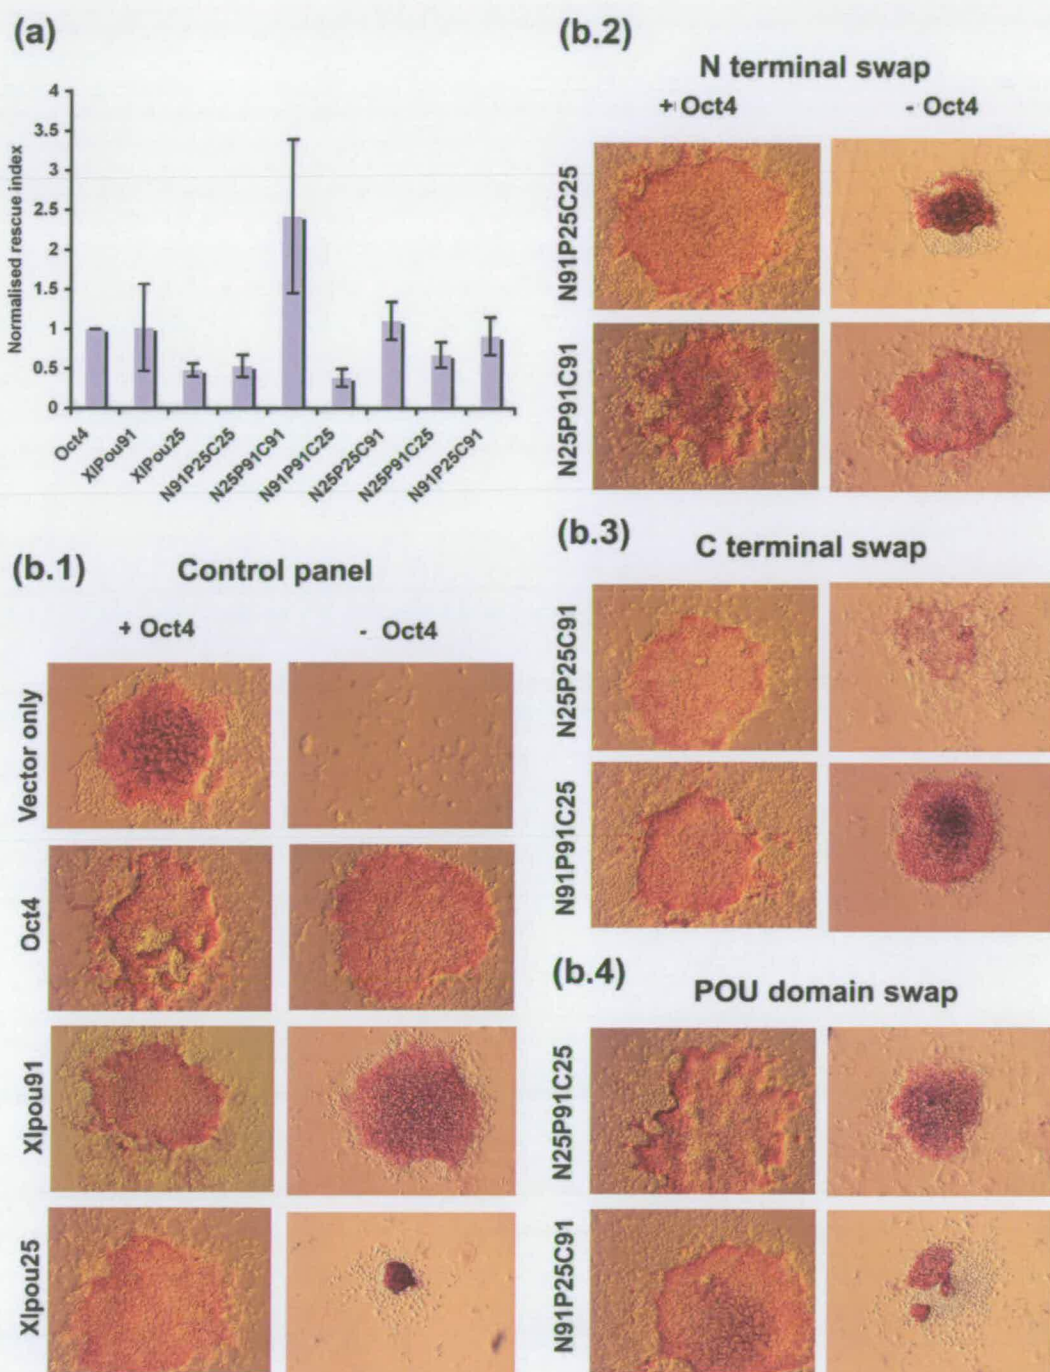 (a)
Normalised rescue index
4
3.5
3
2.5
2
1.5
1
0.5
0
Oct4
XlPou91
XlPou25
N91P25C25
N25P91C91
N91P91C25
N25P25C91
N25P91C25
N91P25C91
(b.1)
Control panel
+ Oct4
- Oct4
Vector only
Oct4
Xlpou91
Xlpou25
(b.2)
N terminal swap
+ Oct4
- Oct4
N91P25C25
N25P91C91
(b.3)
C terminal swap
N25P25C91
N91P91C25
(b.4)
POU domain swap
N25P91C25
N91P25C91